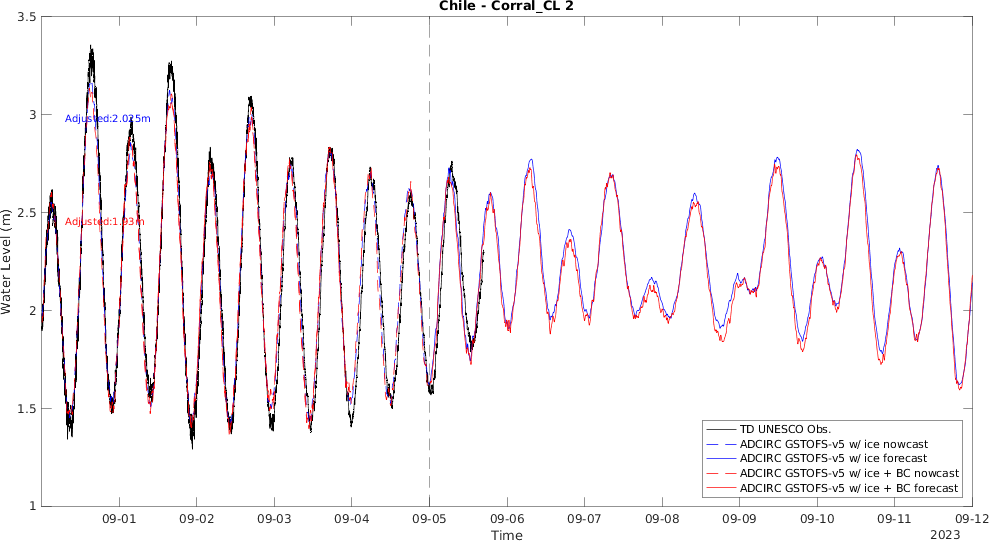 Chile - Corral_CL 2
3.5
3
2.5
2
1.5
1
Water Level (m)
Adjusted:2.025m
Adjusted:1.93m
TD UNESCO Obs.
ADCIRC GSTOFS-v5 w/ ice nowcast
ADCIRC GSTOFS-v5 w/ ice forecast
ADCIRC GSTOFS-v5 w/ ice + BC nowcast
ADCIRC GSTOFS-v5 w/ ice + BC forecast
09-01 09-02 09-03 09-04 09-05 09-06 09-07 09-08 09-09 09-10 09-11 09-12
Time
2023